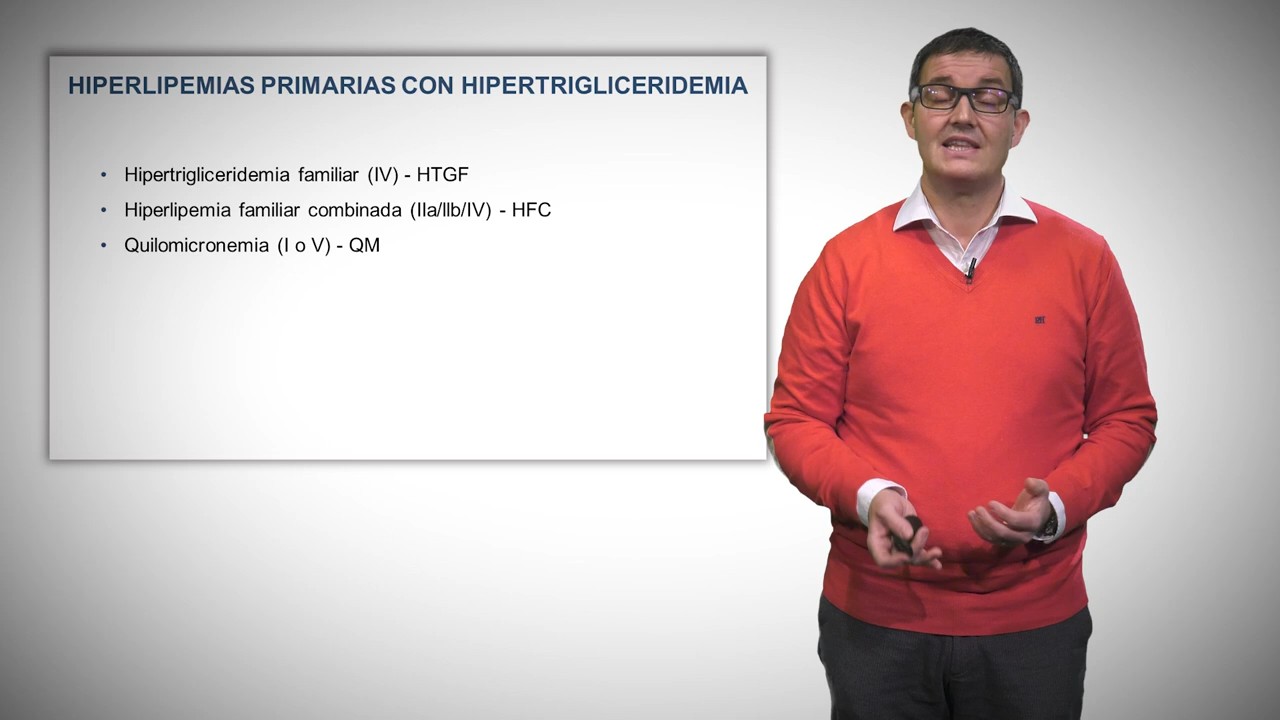 HIPERLIPEMIAS PRIMARIAS CON HIPERTRIGLICERIDEMIA
• Hipertrigliceridemia familiar (IV) - HTGF
• Hiperlipemia familiar combinada (IIa/IIb/IV) - HFC
• Quilomicronemia (I o V) - QM